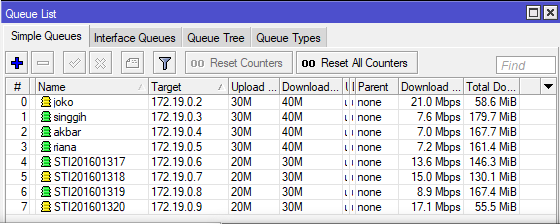 Queue List
Simple Queues Interface Queues Queue Tree Queue Types
00 Reset Counters 00 Reset All Counters Find
# Name Target Upload ... Download... Parent Download ... Total Do...
0 joko 172.19.0.2 30M 40M u none 21.0 Mbps 58.6 MiB
1 singgih 172.19.0.3 30M 40M u none 7.6 Mbps 179.7 MiB
2 akbar 172.19.0.4 30M 40M u none 7.0 Mbps 167.7 MiB
3 riana 172.19.0.5 30M 40M u none 7.2 Mbps 161.4 MiB
4 STI201601317 172.19.0.6 20M 30M u none 13.6 Mbps 146.3 MiB
5 STI201601318 172.19.0.7 20M 30M u none 15.0 Mbps 130.1 MiB
6 STI201601319 172.19.0.8 20M 30M u none 8.9 Mbps 167.4 MiB
7 STI201601320 172.19.0.9 20M 30M u none 17.1 Mbps 55.5 MiB